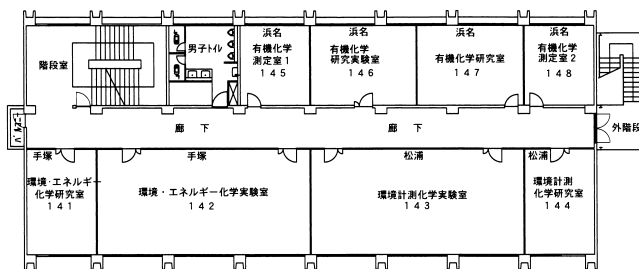 階段室
男子トイレ
浜名
有機化学
測定室1
145
浜名
有機化学
研究実験室
146
浜名
有機化学研究室
147
浜名
有機化学
測定室2
148
廊下
廊下
外階段
手塚
環境・エネルギー
化学研究室
141
手塚
環境・エネルギー化学実験室
142
松浦
環境計測化学実験室
143
松浦
環境計測
化学研究室
144